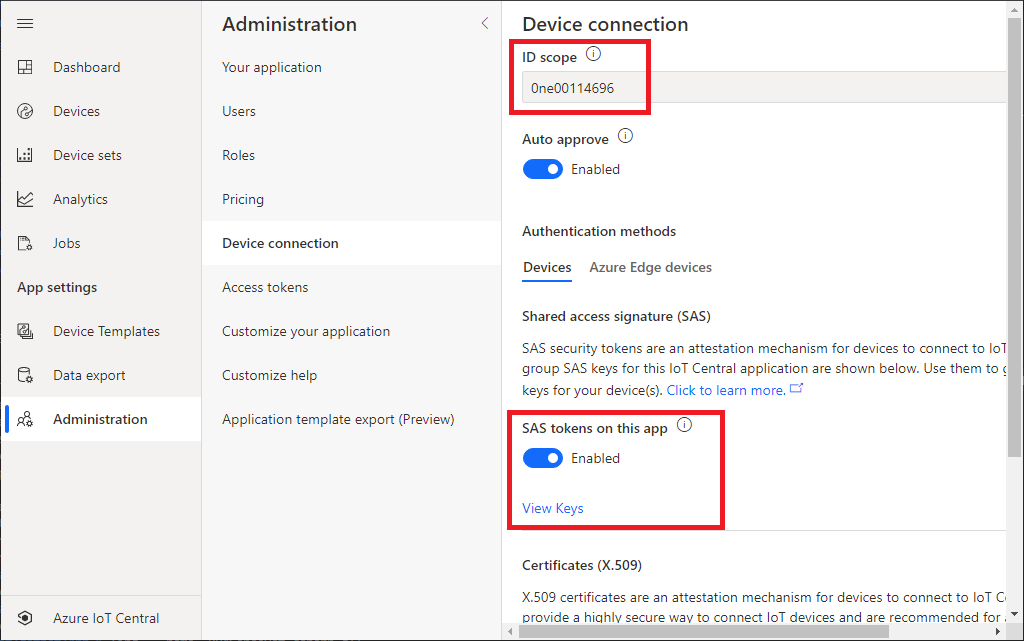 Dashboard
Devices
Device sets
Analytics
Jobs
App settings
Device Templates
Data export
Administration
Azure IoT Central
Administration
Your application
Users
Roles
Pricing
Device connection
Access tokens
Customize your application
Customize help
Application template export (Preview)
Device connection
ID scope
0ne00114696
Auto approve
Enabled
Authentication methods
Devices Azure Edge devices
Shared access signature (SAS)
SAS security tokens are an attestation mechanism for devices to connect to IoT
group SAS keys for this IoT Central application are shown below. Use them to
keys for your device(s). Click to learn more.
SAS tokens on this app
Enabled
View Keys
Certificates (X.509)
X.509 certificates are an attestation mechanism for devices to connect to IoT C
provide a highly secure way to connect IoT devices and are recommended for